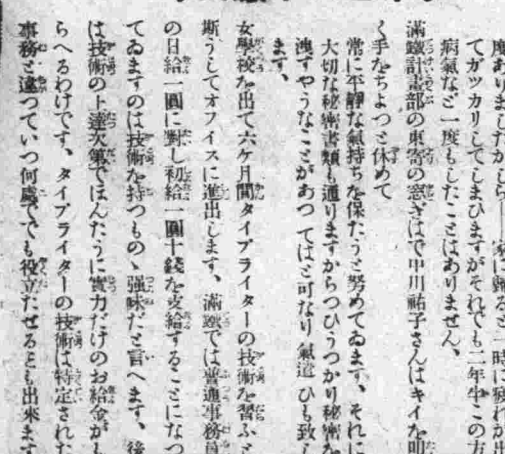 度ありましたかしら――家に歸ると一時に疲れが出
てガツカリしてしまひますがそれでも二年半この方
病氣など一度もしたことはありません、
滿鐵計畫部の東寄の窓ぎはで中川祐子さんはキイを叩
く手をちよつと休めて
常に平靜な氣持ちを保たうと努めてゐます、それに
大切な秘密書類も通りますからつひうつかり秘密を
洩すやうなことがあつてはと可なり氣遣ひも致し
ます、
女學校を出て六ケ月間タイプライターの技術を習ふと
斯うしてオフイスに進出します、滿鐵では普通事務員
の日給一圓に對し初給一圓十錢を支給することになつ
てゐますのは技術を持つものゝ强味だと言へます、後
は技術の上達次第でほんたうに實力だけのお給金がも
らへるわけです、タイプライターの技術は特定された
事務と違つていつ何處ででも役立たせるとも出來ます